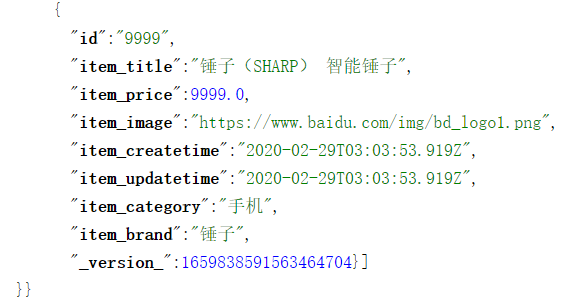 {
"id":"9999",
"item_title":"锤子（SHARP） 智能锤子",
"item_price":9999.0,
"item_image":"https://www.baidu.com/img/bd_logo1.png",
"item_createtime":"2020-02-29T03:03:53.919Z",
"item_updatetime":"2020-02-29T03:03:53.919Z",
"item_category":"手机",
"item_brand":"锤子",
"_version_":1659838591563464704}]
}}